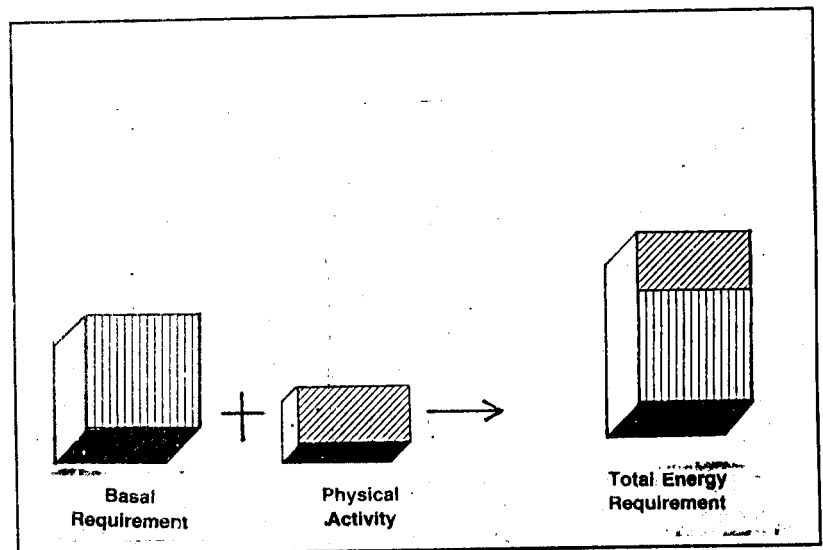 Basal
Requirement
Physical
Activity
Total Energy
Requirement